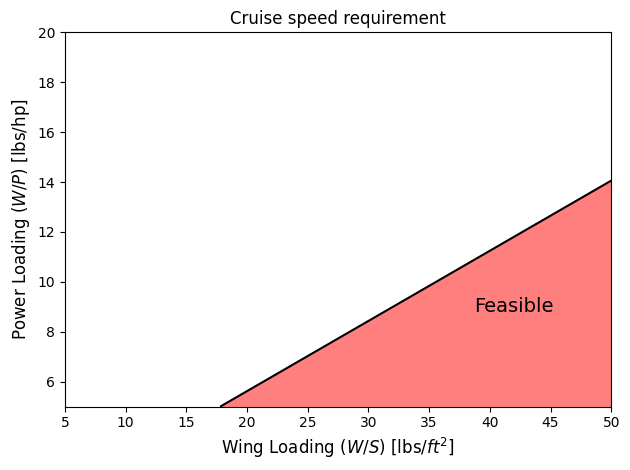 Cruise speed requirement
20
18
16
14
12
10
8
6
Power Loading (W/P) [lbs/hp]
Feasible
5 10 15 20 25 30 35 40 45 50
Wing Loading (W/S) [lbs/ft²]